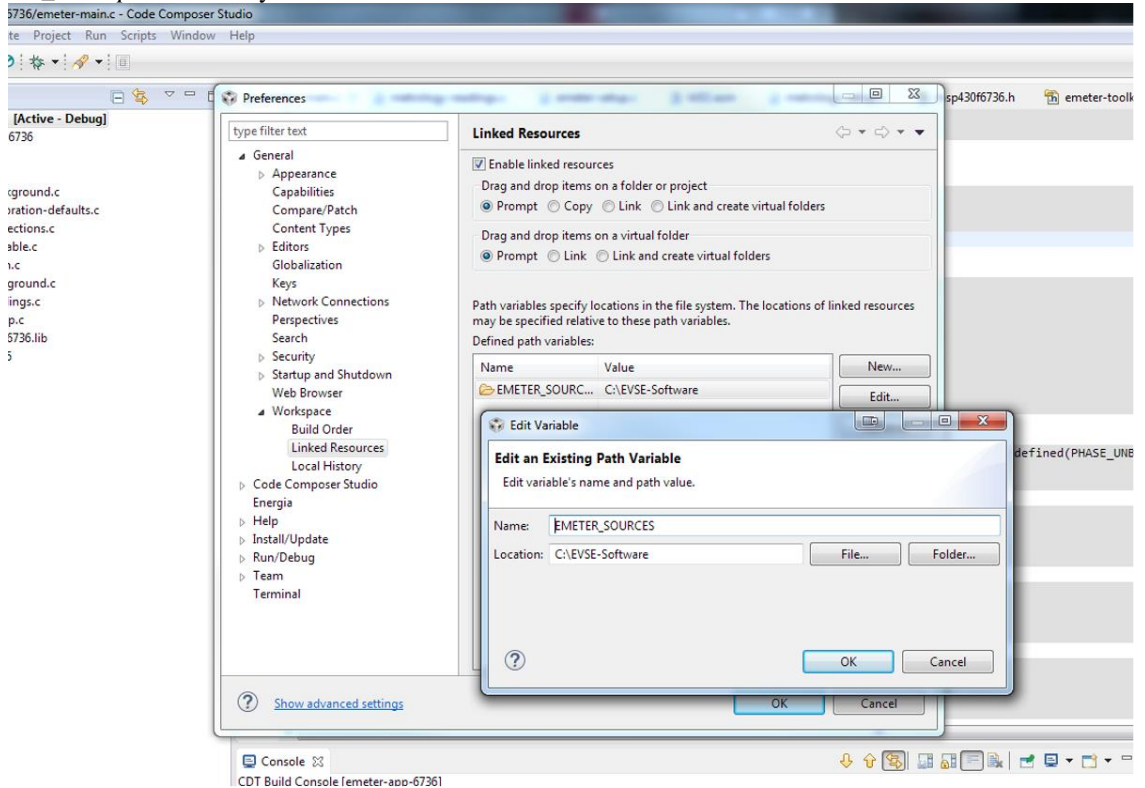 5736/emeter-main.c - Code Composer Studio
te Project Run Scripts Window Help
Preferences
sp430f6736.h emeter-toolk
[Active - Debug]
6736
kground.c
oration-defaults.c
ections.c
able.c
n.c
ground.c
lings.c
p.c
5736.lib
type filter text
General
Appearance
Capabilities
Compare/Patch
Content Types
Editors
Globalization
Keys
Network Connections
Perspectives
Search
Security
Startup and Shutdown
Web Browser
Workspace
Build Order
Linked Resources
Local History
Code Composer Studio
Energia
Help
Install/Update
Run/Debug
Team
Terminal
Show advanced settings
Linked Resources
Enable linked resources
Drag and drop items on a folder or project
Prompt Copy Link Link and create virtual folders
Drag and drop items on a virtual folder
Prompt Link Link and create virtual folders
Path variables specify locations in the file system. The locations of linked resources
may be specified relative to these path variables.
Defined path variables:
Name Value New...
EMETER_SOURC... C:\EVSE-Software Edit...
Edit Variable
Edit an Existing Path Variable
Edit variable's name and path value.
Name: EMETER_SOURCES
Location: C:\EVSE-Software File... Folder...
OK Cancel
OK Cancel
defined(PHASE_UNB
Console
CDT Build Console [emeter-app-6736]